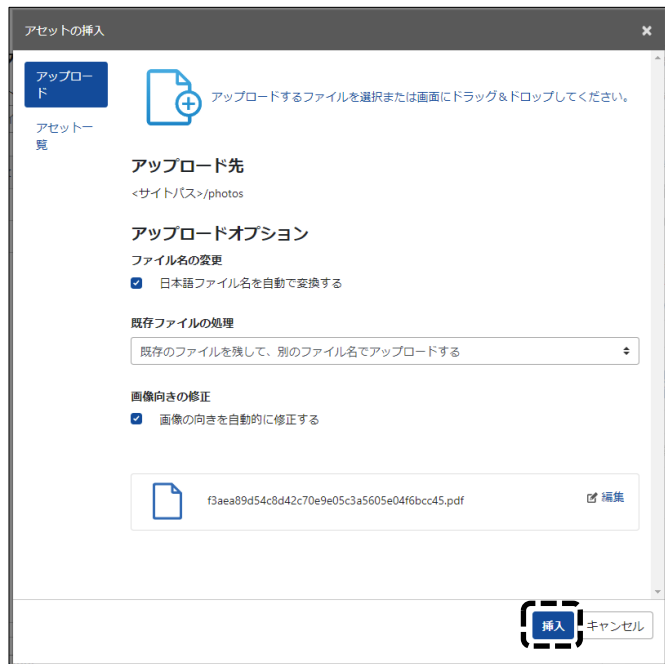 アセットの挿入
アップロー
ド
アセット一
覧
アップロードするファイルを選択または画面にドラッグ&ドロップしてください。
アップロード先
<サイトパス>/photos
アップロードオプション
ファイル名の変更
日本語ファイル名を自動で変換する
既存ファイルの処理
既存のファイルを残して、別のファイル名でアップロードする
画像向きの修正
画像の向きを自動的に修正する
f3aea89d54c8d42c70e9e05c3a5605e04f6bcc45.pdf
編集
挿入
キャンセル